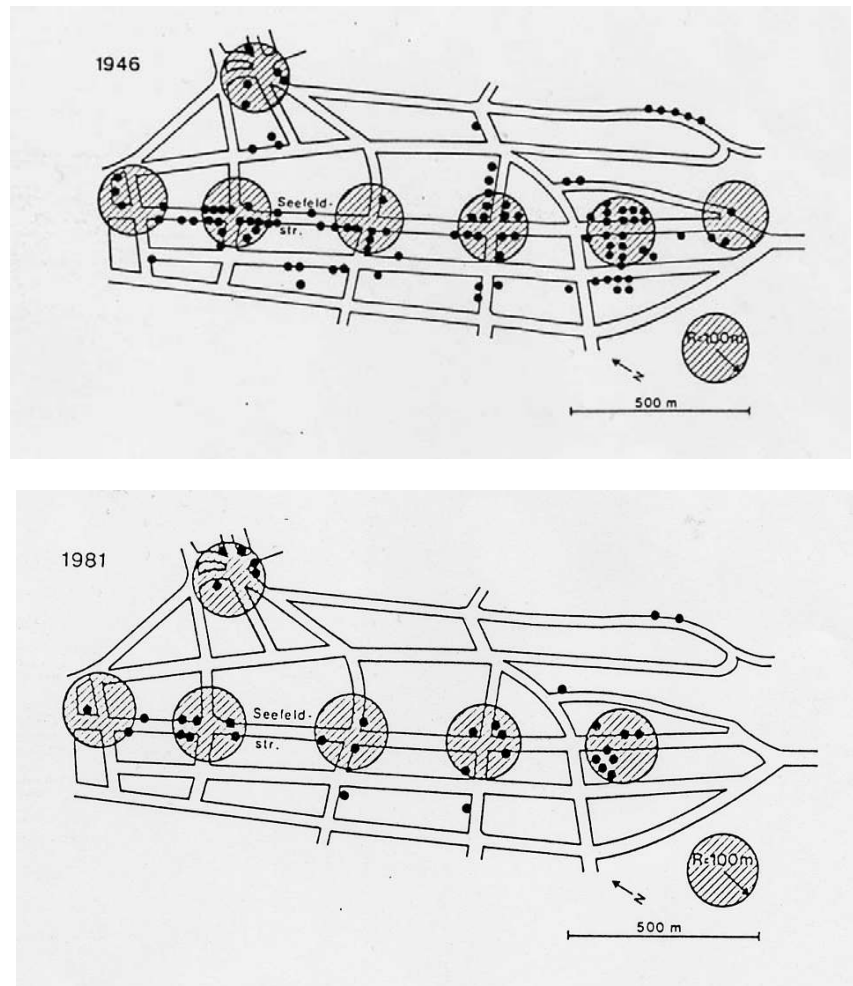 1946
Seefeld-
str.
R=100m
N
500 m
1981
Seefeld-
str.
R=100m
N
500 m